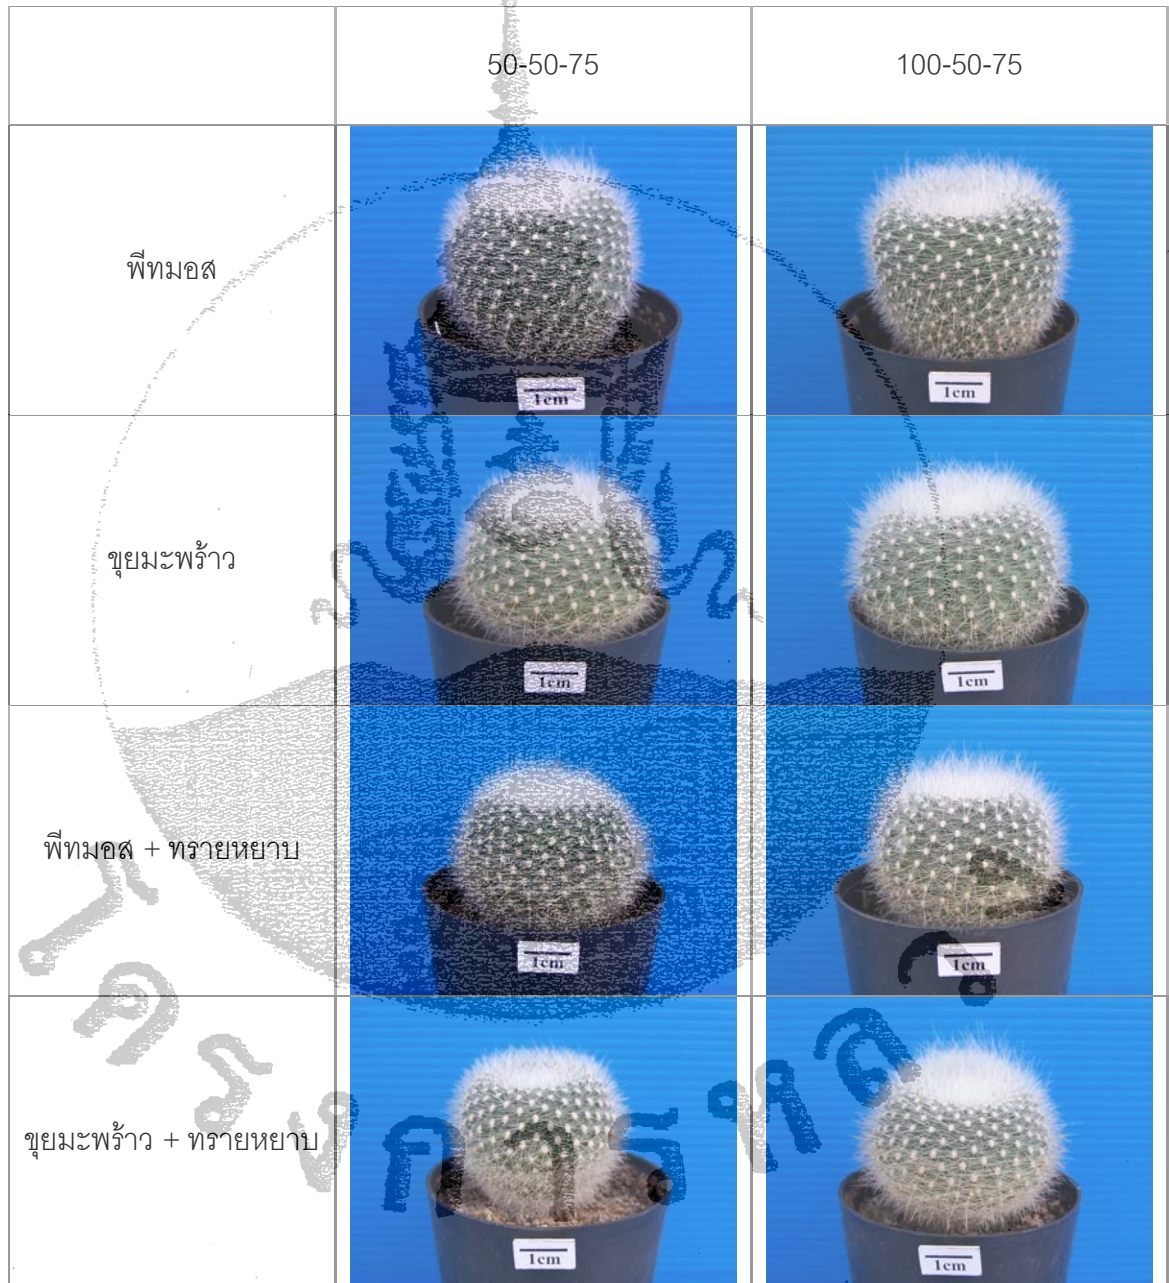 50-50-75
100-50-75
พีทมอส
1cm
1cm
ขุยมะพร้าว
1cm
1cm
พีทมอส + ทรายหยาบ
1cm
1cm
ขุยมะพร้าว + ทรายหยาบ
1cm
1cm